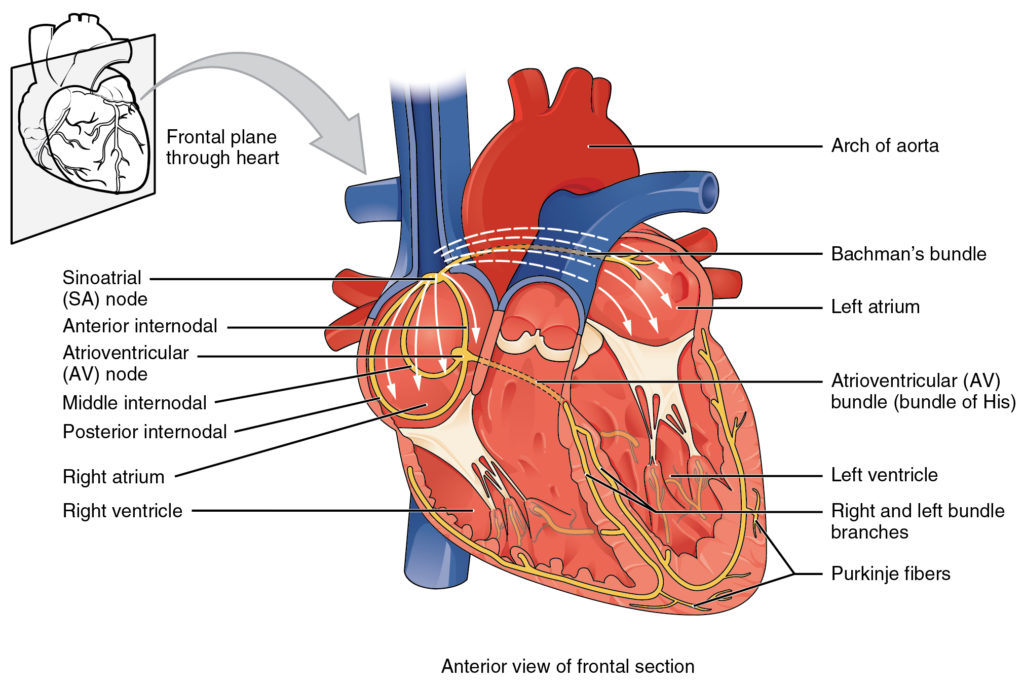 Frontal plane
through heart
Sinoatrial
(SA) node
Anterior internodal
Atrioventricular
(AV) node
Middle internodal
Posterior internodal
Right atrium
Right ventricle
Arch of aorta
Bachman’s bundle
Left atrium
Atrioventricular (AV)
bundle (bundle of His)
Left ventricle
Right and left bundle
branches
Purkinje fibers
Anterior view of frontal section